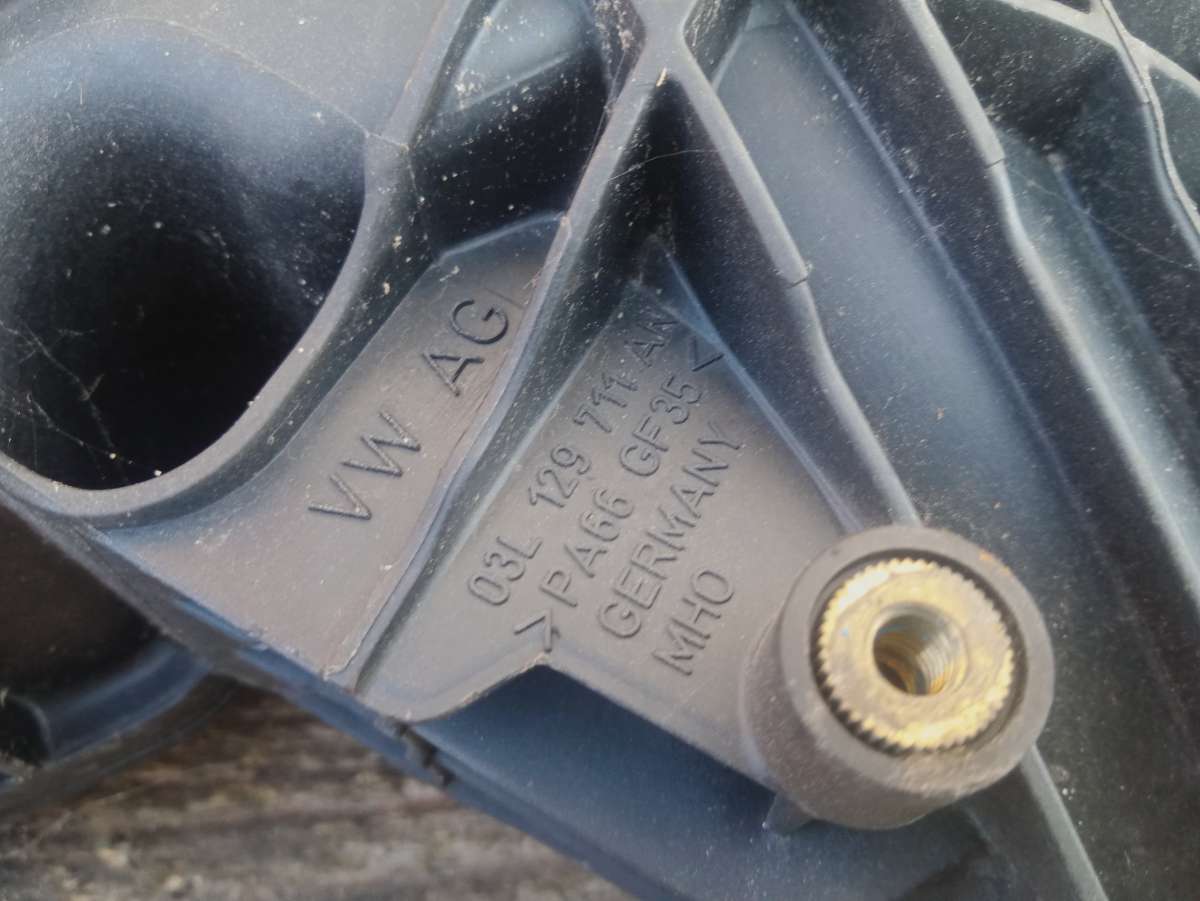 VW AG
03L 129 711 AN
>PA66 GF35<
GERMANY
MHO